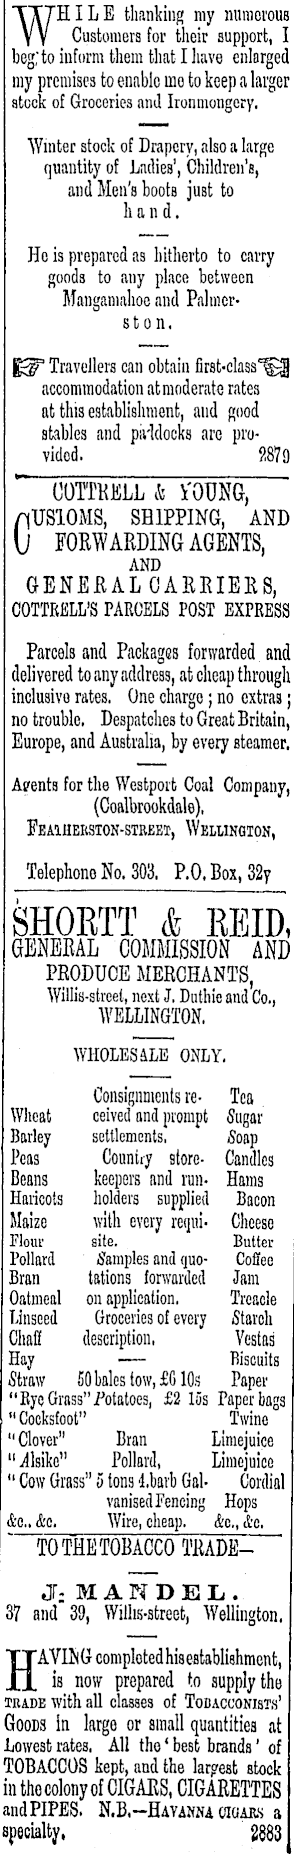 WHILE thanking my numerous
Customers for their support, I
beg to inform them that I have enlarged
my premises to enable me to keep a larger
stock of Groceries and Ironmongery.
Winter stock of Drapery, also a large
quantity of Ladies', Children's,
and Men's boots just to
hand.
He is prepared as hitherto to carry
goods to any place between
Mangamahoe and Palmer-
ston.
Travellers can obtain first-class
accommodation at moderate rates
at this establishment, and good
stables and paddocks are pro-
vided. 2879
COTTRELL & YOUNG,
CUSTOMS, SHIPPING, AND
FORWARDING AGENTS,
AND
GENERAL CARRIERS,
COTTRELL'S PARCELS POST EXPRESS
Parcels and Packages forwarded and
delivered to any address, at cheap through
inclusive rates. One charge ; no extras ;
no trouble. Despatches to Great Britain,
Europe, and Australia, by every steamer.
Agents for the Westport Coal Company,
(Coalbrookdale),
FEATHERSTON-STREET, WELLINGTON,
Telephone No. 303. P.O. Box, 32y
SHORTT & REID,
GENERAL COMMISSION AND
PRODUCE MERCHANTS,
Willis-street, next J. Duthie and Co.,
WELLINGTON.
WHOLESALE ONLY.
Consignments re- Tea
Wheat ceived and prompt Sugar
Barley settlements. Soap
Peas Country store- Candles
Beans keepers and run- Hams
Haricots holders supplied Bacon
Maize with every requi- Cheese
Flour site. Butter
Pollard Samples and quo- Coffee
Bran tations forwarded Jam
Oatmeal on application. Treacle
Linseed Groceries of every Starch
Chaff description. Vestas
Hay Biscuits
Straw 50 bales tow, £6 10s Paper
"Rye Grass" Potatoes, £2 15s Paper bags
"Cocksfoot" Twine
"Clover" Bran Limejuice
"Alsike" Pollard, Limejuice
"Cow Grass" 5 tons 4.barb Gal- Cordial
vanised Fencing Hops
&c., &c. Wire, cheap. &c., &c.
TO THE TOBACCO TRADE—
J. MANDEL.
37 and 39, Willis-street, Wellington.
HAVING completed his establishment,
is now prepared to supply the
TRADE with all classes of TOBACCONISTS'
GOODS in large or small quantities at
Lowest rates. All the 'best brands' of
TOBACCOS kept, and the largest stock
in the colony of CIGARS, CIGARETTES
and PIPES. N.B.—HAVANNA CIGARS a
specialty. 2883